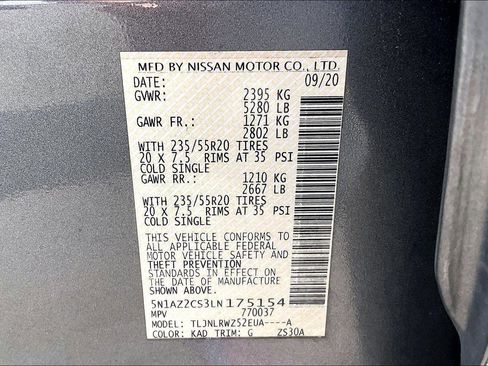 MFD BY NISSAN MOTOR CO., LTD.
DATE: 09/20
GVWR: 2395 KG
5280 LB
GAWR FR.: 1271 KG
2802 LB
WITH 235/55R20 TIRES
20 X 7.5 RIMS AT 35 PSI
COLD SINGLE
GAWR RR.: 1210 KG
2667 LB
WITH 235/55R20 TIRES
20 X 7.5 RIMS AT 35 PSI
COLD SINGLE
THIS VEHICLE CONFORMS TO
ALL APPLICABLE FEDERAL
MOTOR VEHICLE SAFETY AND
THEFT PREVENTION
STANDARDS IN EFFECT ON
THE DATE OF MANUFACTURE
SHOWN ABOVE.
5N1AZ2CS3LN175154
MPV 770037
MODEL: TLJNLRWZ52EUA----A
COLOR: KAD TRIM: G ZS30A